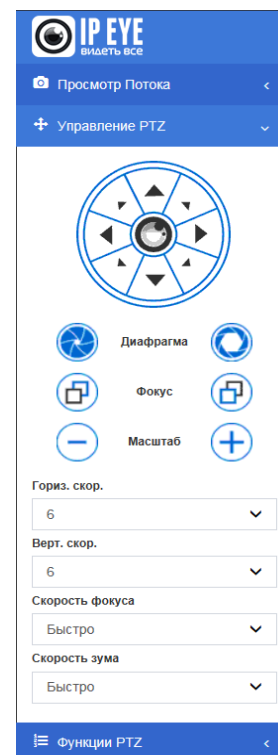 IP EYE
видеть все
Просмотр Потока
Управление PTZ
Диафрагма
Фокус
Масштаб
Гориз. скор.
6
Верт. скор.
6
Скорость фокуса
Быстро
Скорость зума
Быстро
Функции PTZ